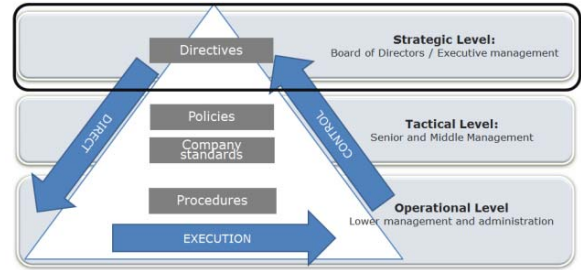 Strategic Level:
Directives
Board of Directors / Executive management
DIRECT
CONTROL
Policies
Tactical Level:
Senior and Middle Management
Company
standards
Procedures
Operational Level
Lower management and administration
EXECUTION